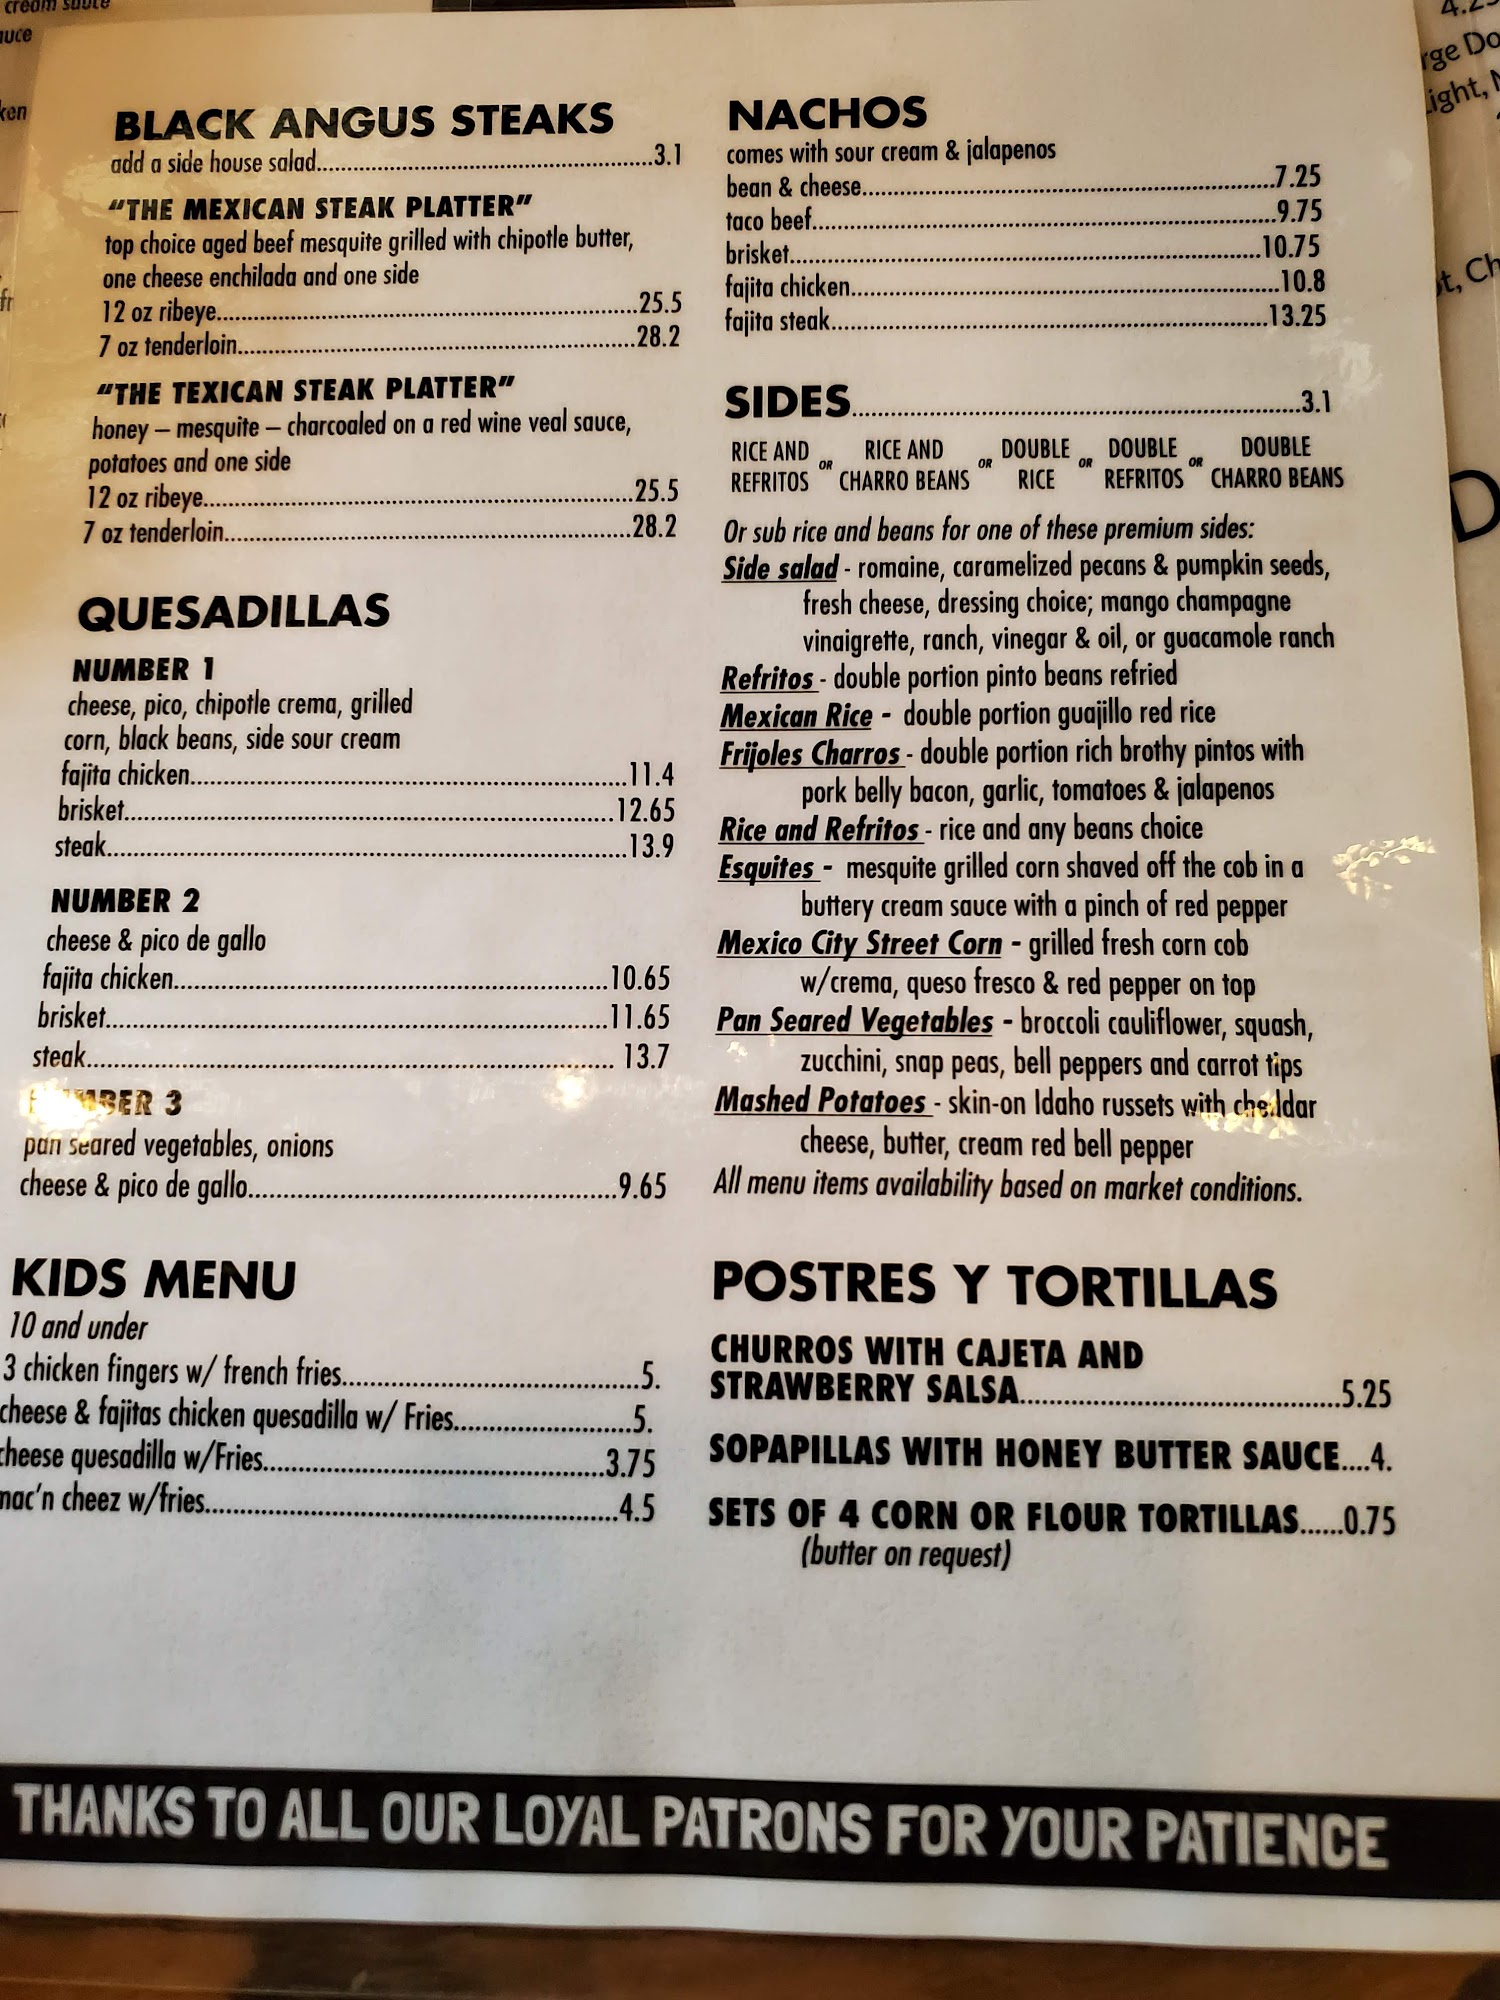 cream sauce
auce
ken
fr
BLACK ANGUS STEAKS
add a side house salad...3.1
"THE MEXICAN STEAK PLATTER"
top choice aged beef mesquite grilled with chipotle butter,
one cheese enchilada and one side
12 oz ribeye...25.5
7 oz tenderloin...28.2
"THE TEXICAN STEAK PLATTER"
honey – mesquite – charcoaled on a red wine veal sauce,
potatoes and one side
12 oz ribeye...25.5
7 oz tenderloin...28.2
QUESADILLAS
NUMBER 1
cheese, pico, chipotle crema, grilled
corn, black beans, side sour cream
fajita chicken...11.4
brisket...12.65
steak...13.9
NUMBER 2
cheese & pico de gallo
fajita chicken...10.65
brisket...11.65
steak... 13.7
NUMBER 3
pan seared vegetables, onions
cheese & pico de gallo...9.65
KIDS MENU
10 and under
3 chicken fingers w/ french fries...5.
cheese & fajitas chicken quesadilla w/ Fries...5.
cheese quesadilla w/Fries...3.75
mac'n cheez w/fries...4.5
NACHOS
comes with sour cream & jalapenos
bean & cheese...7.25
taco beef...9.75
brisket...10.75
fajita chicken...10.8
fajita steak...13.25
SIDES...3.1
RICE AND REFRITOS OR RICE AND CHARRO BEANS OR DOUBLE RICE OR DOUBLE REFRITOS OR DOUBLE CHARRO BEANS
Or sub rice and beans for one of these premium sides:
Side salad - romaine, caramelized pecans & pumpkin seeds,
fresh cheese, dressing choice; mango champagne
vinaigrette, ranch, vinegar & oil, or guacamole ranch
Refritos - double portion pinto beans refried
Mexican Rice - double portion guajillo red rice
Frijoles Charros - double portion rich brothy pintos with
pork belly bacon, garlic, tomatoes & jalapenos
Rice and Refritos - rice and any beans choice
Esquites - mesquite grilled corn shaved off the cob in a
buttery cream sauce with a pinch of red pepper
Mexico City Street Corn - grilled fresh corn cob
w/crema, queso fresco & red pepper on top
Pan Seared Vegetables - broccoli cauliflower, squash,
zucchini, snap peas, bell peppers and carrot tips
Mashed Potatoes - skin-on Idaho russets with cheddar
cheese, butter, cream red bell pepper
All menu items availability based on market conditions.
POSTRES Y TORTILLAS
CHURROS WITH CAJETA AND
STRAWBERRY SALSA...5.25
SOPAPILLAS WITH HONEY BUTTER SAUCE....4.
SETS OF 4 CORN OR FLOUR TORTILLAS......0.75
(butter on request)
THANKS TO ALL OUR LOYAL PATRONS FOR YOUR PATIENCE